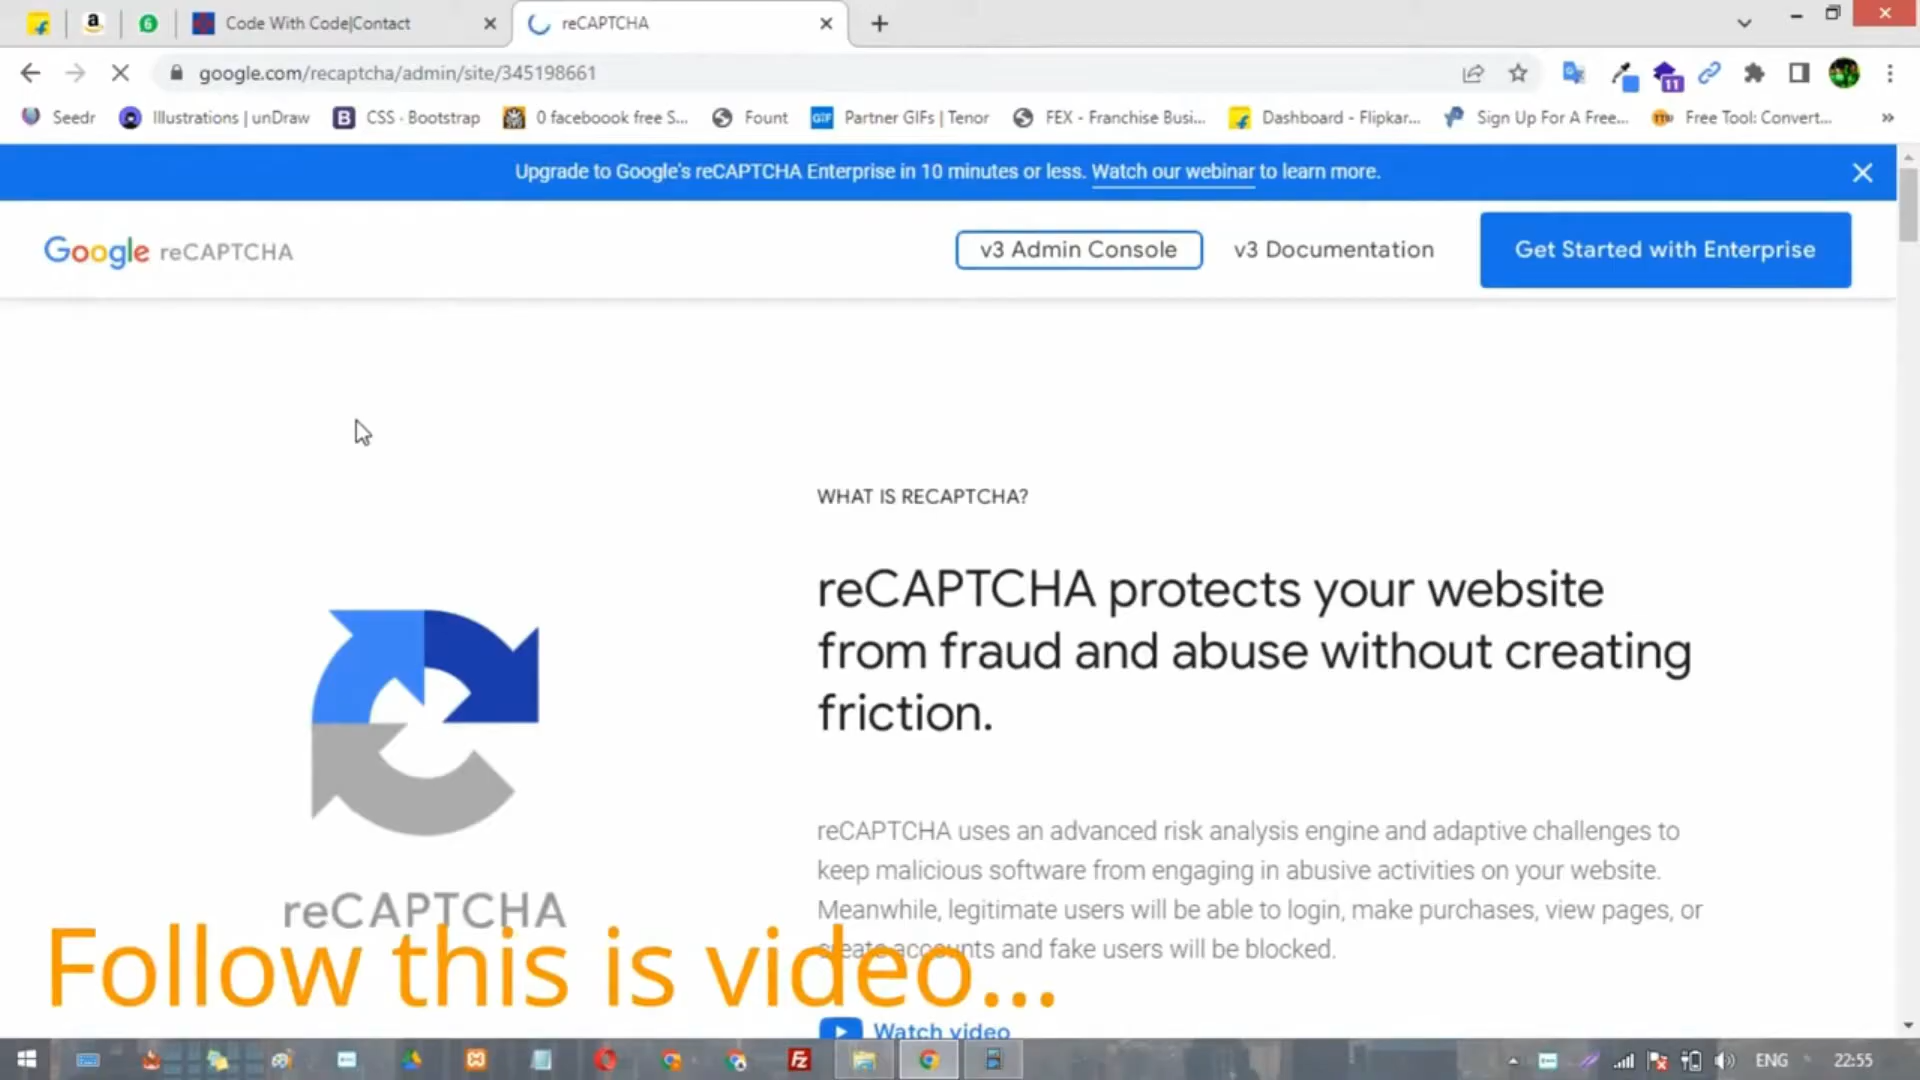 6
Code With Code|Contact
reCAPTCHA
google.com/recaptcha/admin/site/345198661
11
Seedr
Illustrations | unDraw
B
CSS · Bootstrap
0 faceboook free S...
Fount
GIF
Partner GIFs | Tenor
FEX - Franchise Busi...
Dashboard - Flipkar...
Sign Up For A Free...
Free Tool: Convert...
Upgrade to Google's reCAPTCHA Enterprise in 10 minutes or less. Watch our webinar to learn more.
Google reCAPTCHA
v3 Admin Console
v3 Documentation
Get Started with Enterprise
WHAT IS RECAPTCHA?
reCAPTCHA protects your website
from fraud and abuse without creating
friction.
reCAPTCHA uses an advanced risk analysis engine and adaptive challenges to
keep malicious software from engaging in abusive activities on your website.
Meanwhile, legitimate users will be able to login, make purchases, view pages, or
create accounts and fake users will be blocked.
reCAPTCHA
Follow this is video...
Watch video
FZ
ENG
22:55